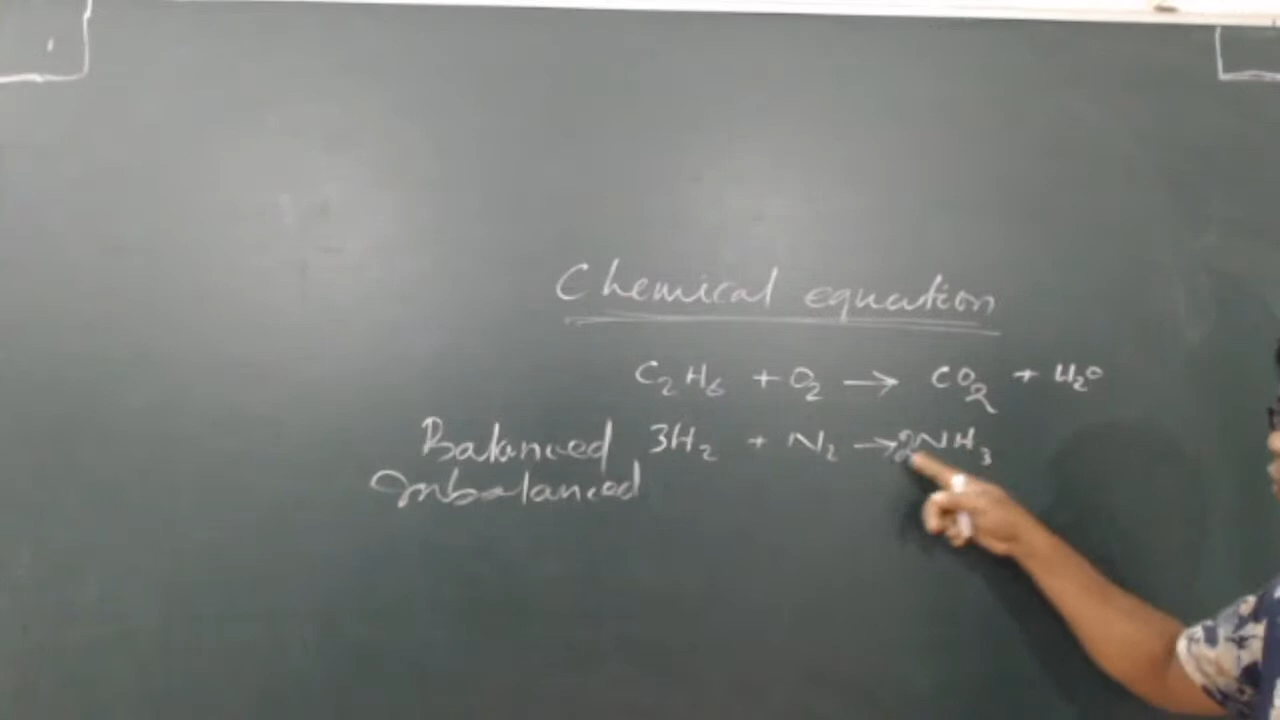 Chemical equation
C₂H₆ + O₂ → CO₂ + H₂O
Balanced 3H₂ + N₂ → 2NH₃
Imbalanced